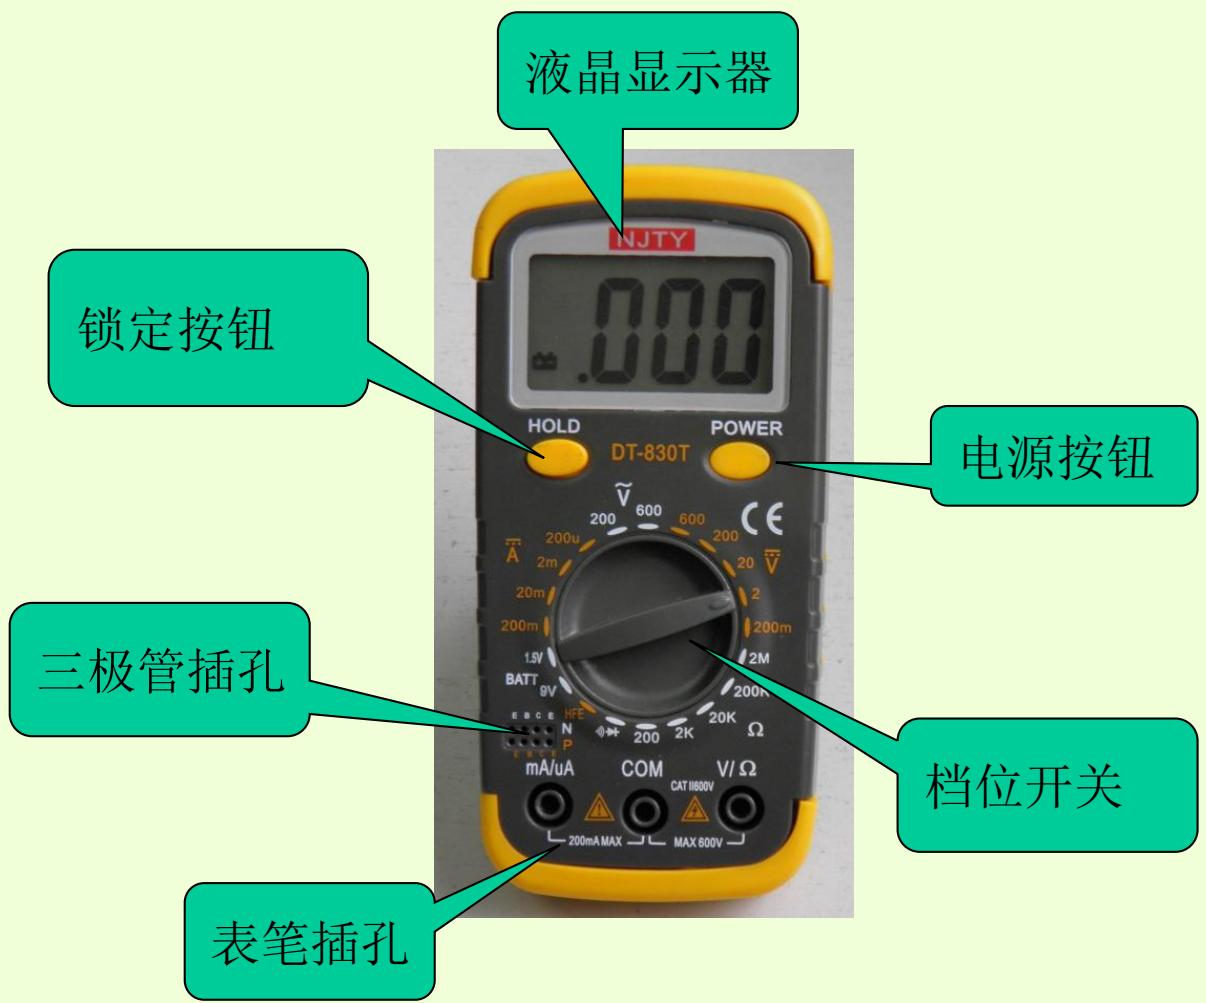 液晶显示器
NJTY
锁定按钮
.000
HOLD
POWER
DT-830T
电源按钮
V
200
600
600
200
20
V
2
200m
A
200u
2m
20m
200m
1.5V
BATT
9V
HFE
2M
200K
20K
2K
200
Ω
CE
三极管插孔
E B C E
N
P
E B C E
档位开关
mA/uA
COM
V/Ω
CAT II600V
200mA MAX
MAX 600V
表笔插孔